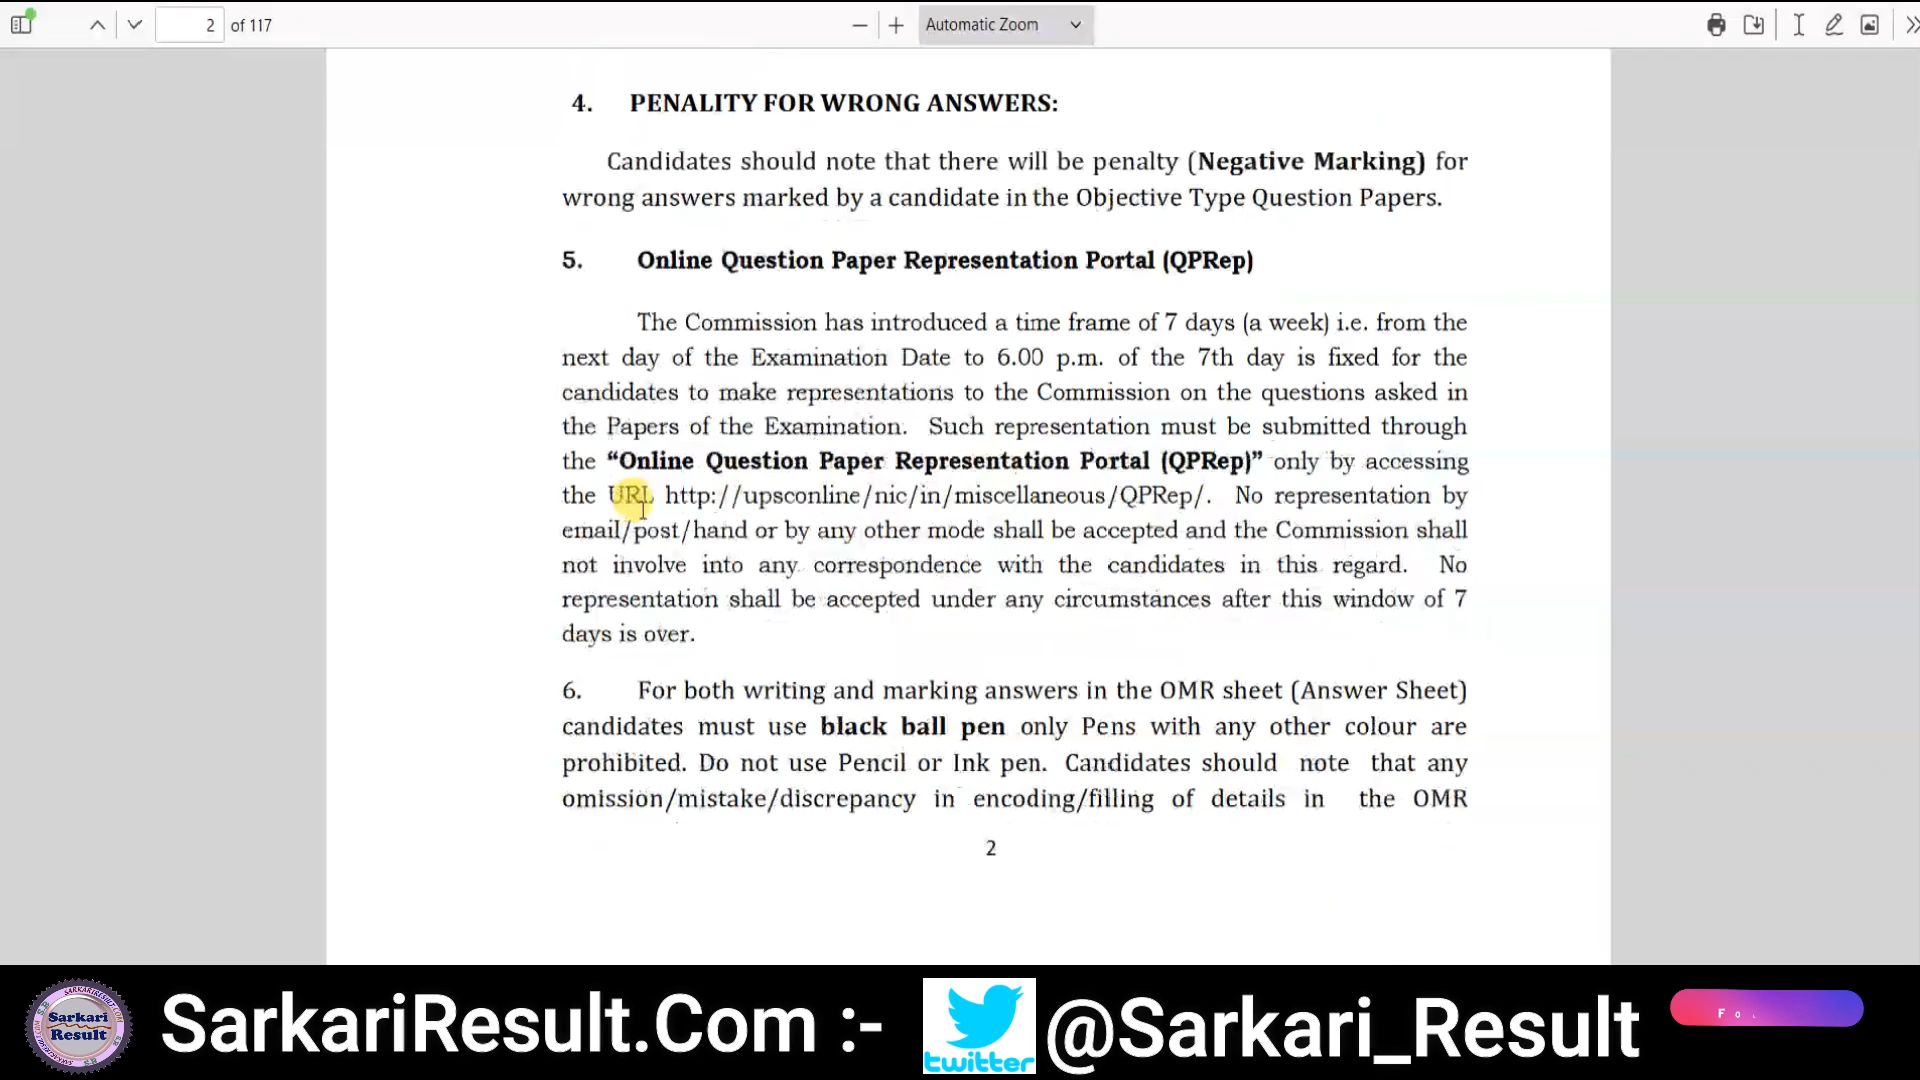 2 of 117
Automatic Zoom
4. PENALITY FOR WRONG ANSWERS:
Candidates should note that there will be penalty (Negative Marking) for
wrong answers marked by a candidate in the Objective Type Question Papers.
5. Online Question Paper Representation Portal (QPRep)
The Commission has introduced a time frame of 7 days (a week) i.e. from the
next day of the Examination Date to 6.00 p.m. of the 7th day is fixed for the
candidates to make representations to the Commission on the questions asked in
the Papers of the Examination. Such representation must be submitted through
the “Online Question Paper Representation Portal (QPRep)” only by accessing
the URL http://upsconline/nic/in/miscellaneous/QPRep/. No representation by
email/post/hand or by any other mode shall be accepted and the Commission shall
not involve into any correspondence with the candidates in this regard. No
representation shall be accepted under any circumstances after this window of 7
days is over.
6. For both writing and marking answers in the OMR sheet (Answer Sheet)
candidates must use black ball pen only Pens with any other colour are
prohibited. Do not use Pencil or Ink pen. Candidates should note that any
omission/mistake/discrepancy in encoding/filling of details in the OMR
2
Sarkari
Result
SarkariResult.Com :-
twitter
@Sarkari_Result